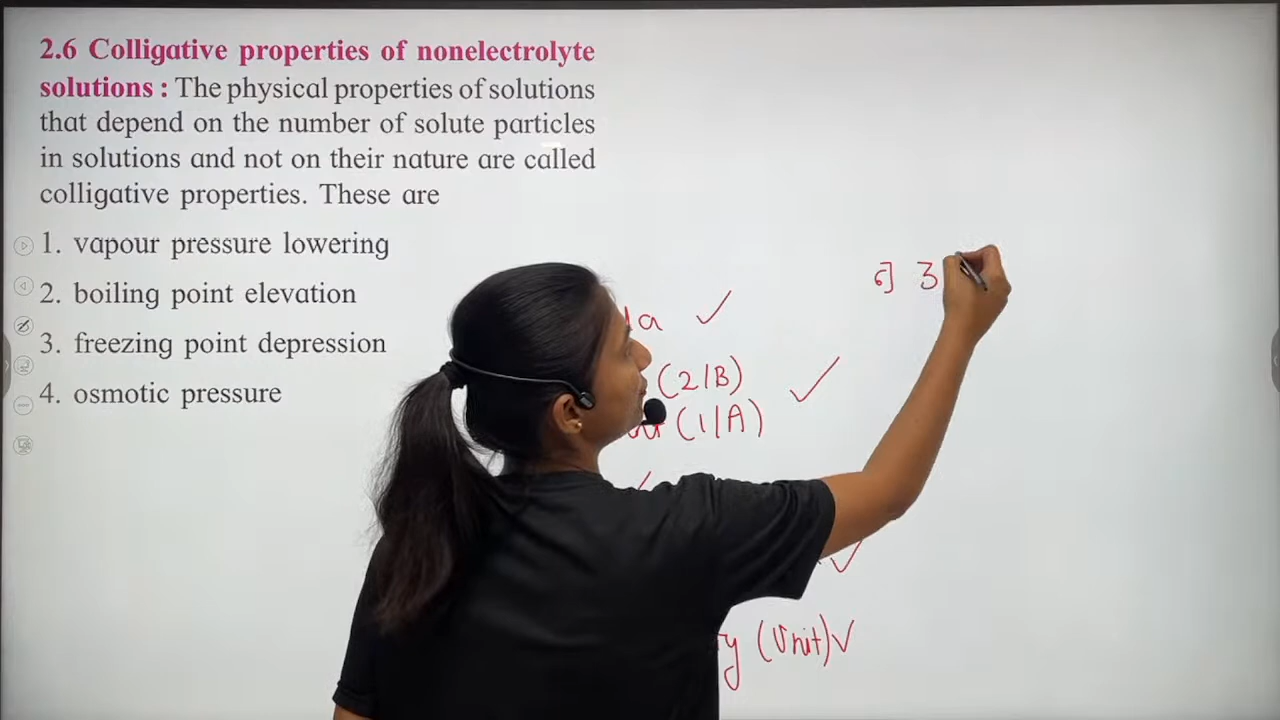 2.6 Colligative properties of nonelectrolyte
solutions : The physical properties of solutions
that depend on the number of solute particles
in solutions and not on their nature are called
colligative properties. These are
1. vapour pressure lowering
2. boiling point elevation
3. freezing point depression
4. osmotic pressure
6] 3
(2/B)
(1/A)
(Unit)